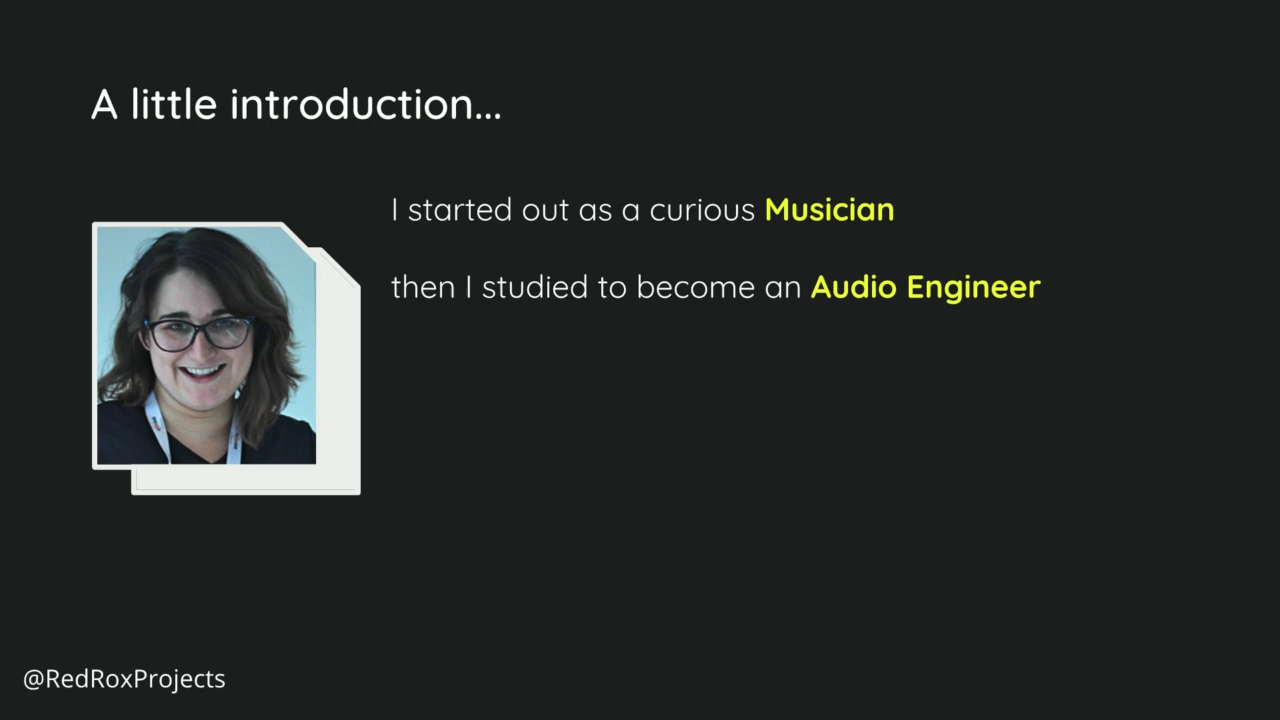 A little introduction...
I started out as a curious Musician
then I studied to become an Audio Engineer
@RedRoxProjects